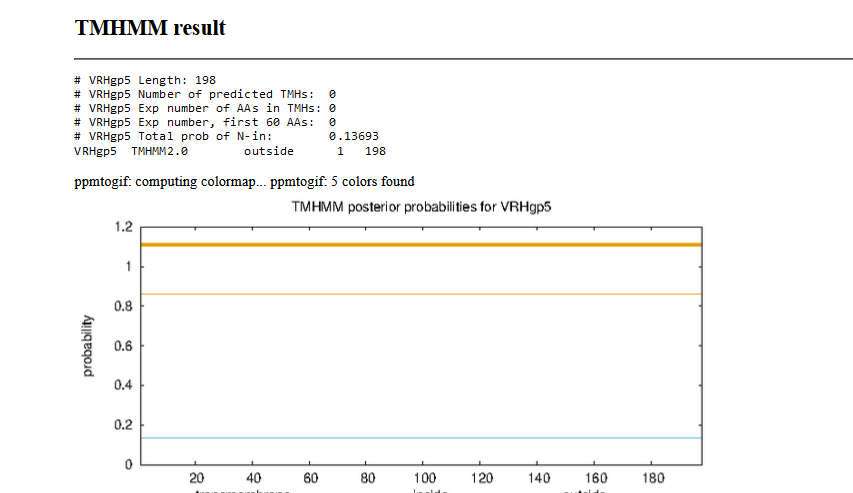 TMHMM result
# VRHgp5 Length: 198
# VRHgp5 Number of predicted TMHs: 0
# VRHgp5 Exp number of AAs in TMHs: 0
# VRHgp5 Exp number, first 60 AAs: 0
# VRHgp5 Total prob of N-in: 0.13693
VRHgp5 TMHMM2.0 outside 1 198
ppmtogif: computing colormap... ppmtogif: 5 colors found
TMHMM posterior probabilities for VRHgp5
1.2
1
0.8
0.6
0.4
0.2
0
probability
20 40 60 80 100 120 140 160 180